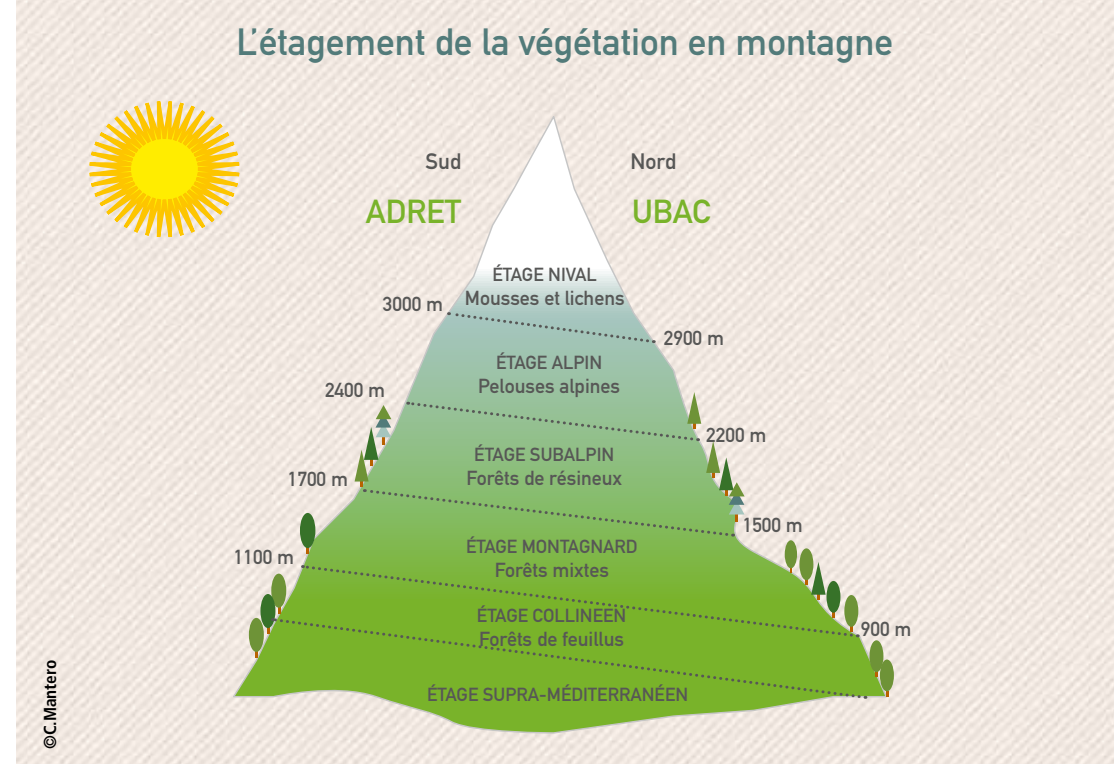 L'étagement de la végétation en montagne
Sud
Nord
ADRET
UBAC
ÉTAGE NIVAL
Mousses et lichens
3000 m
2900 m
ÉTAGE ALPIN
Pelouses alpines
2400 m
2200 m
ÉTAGE SUBALPIN
Forêts de résineux
1700 m
1500 m
ÉTAGE MONTAGNARD
Forêts mixtes
1100 m
900 m
ÉTAGE COLLINEEN
Forêts de feuillus
ÉTAGE SUPRA-MÉDITERRANÉEN
©C.Mantero